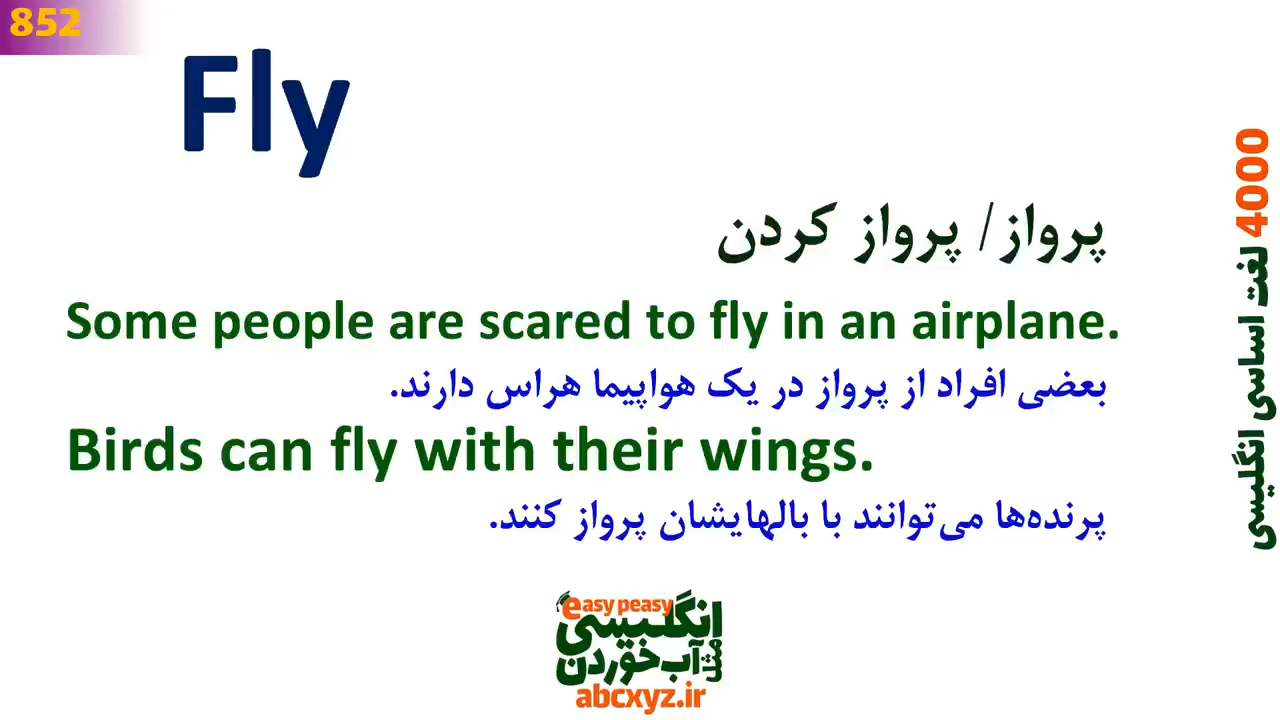 852
Fly
پرواز/ پرواز کردن
Some people are scared to fly in an airplane.
بعضی افراد از پرواز در یک هواپیما هراس دارند.
Birds can fly with their wings.
پرنده‌ها می‌توانند با بالهایشان پرواز کنند.
4000 لغت اساسی انگلیسی
easy peasy
انگلیسی
مثل آب خوردن
abcxyz.ir